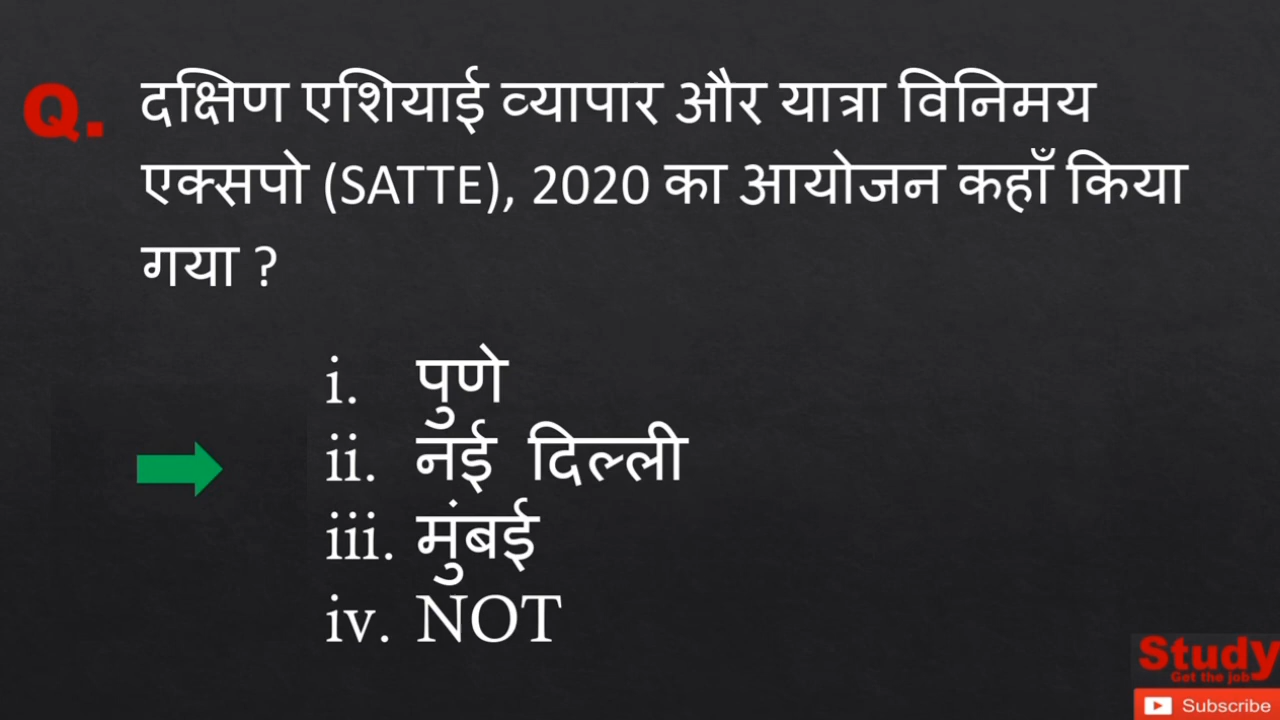 Q. दक्षिण एशियाई व्यापार और यात्रा विनिमय
एक्सपो (SATTE), 2020 का आयोजन कहाँ किया
गया ?
i. पुणे
ii. नई दिल्ली
iii. मुंबई
iv. NOT
Study
Get the job
Subscribe